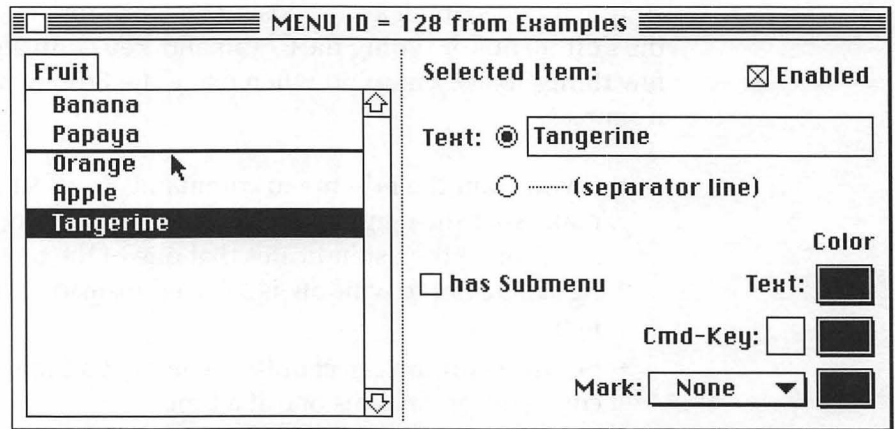 MENU ID = 128 from Examples
Fruit
Banana
Papaya
Orange
Apple
Tangerine
Selected Item:
Enabled
Text: Tangerine
(separator line)
Color
has Submenu
Text:
Cmd-Key:
Mark: None